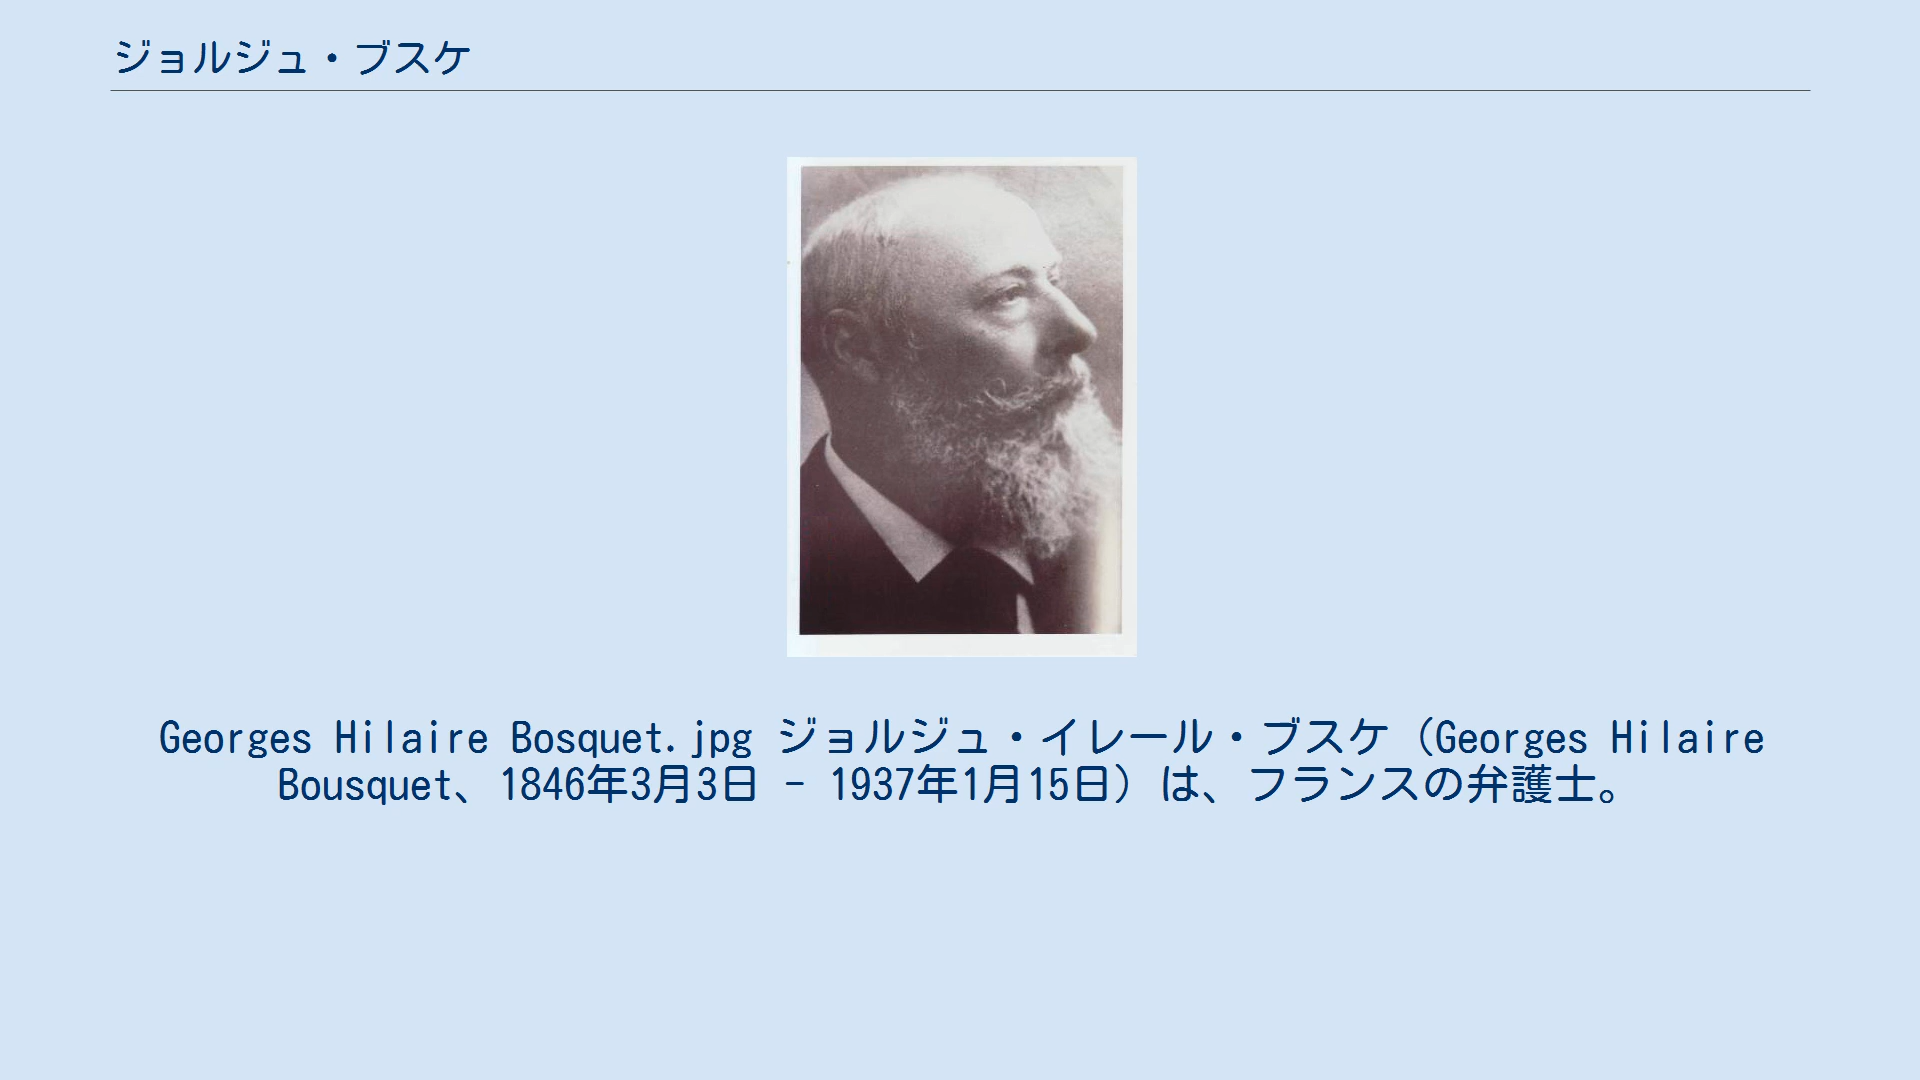 ジョルジュ・ブスケ
Georges Hilaire Bosquet.jpg ジョルジュ・イレール・ブスケ（Georges Hilaire
Bousquet、1846年3月3日 - 1937年1月15日）は、フランスの弁護士。